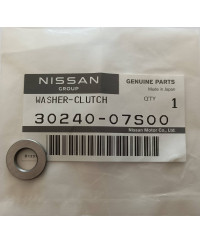 NISSAN
GROUP
GENUINE PARTS
Made in Japan
WASHER-CLUTCH
QTY
1
30240-07S00
Nissan Motor Co., Ltd.